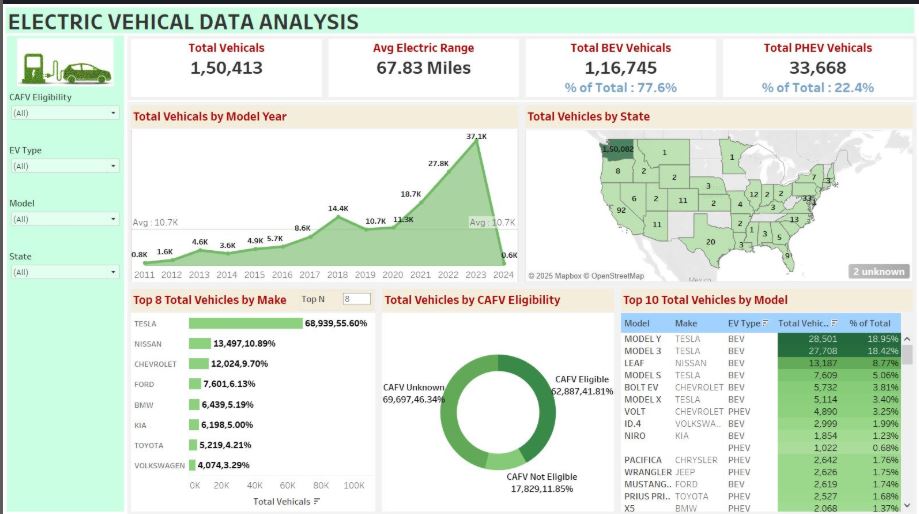 ELECTRIC VEHICAL DATA ANALYSIS
CAFV Eligibility
(All)
EV Type
(All)
Model
(All)
State
(All)
Total Vehicals
1,50,413
Avg Electric Range
67.83 Miles
Total BEV Vehicals
1,16,745
% of Total : 77.6%
Total PHEV Vehicals
33,668
% of Total : 22.4%
Total Vehicals by Model Year
37.1K
27.8K
18.7K
14.4K
Avg : 10.7K
Avg : 10.7K
10.7K
11.3K
8.6K
4.6K
3.6K
4.9K
5.7K
0.8K
1.6K
0.6K
2011 2012 2013 2014 2015 2016 2017 2018 2019 2020 2021 2022 2023 2024
Total Vehicles by State
1,50,082
1
1
8
2
2
7
3
3
6
2
11
2
4
12
2
2
33
1
92
3
11
2
13
20
3
1
3
5
9
© 2025 Mapbox © OpenStreetMap
Mexico
2 unknown
Top 8 Total Vehicles by Make
Top N
8
TESLA 68,939,55.60%
NISSAN 13,497,10.89%
CHEVROLET 12,024,9.70%
FORD 7,601,6.13%
BMW 6,439,5.19%
KIA 6,198,5.00%
TOYOTA 5,219,4.21%
VOLKSWAGEN 4,074,3.29%
0K 20K 40K 60K 80K 100K
Total Vehicals
Total Vehicles by CAFV Eligibility
CAFV Unknown
69,697,46.34%
CAFV Eligible
62,887,41.81%
CAFV Not Eligible
17,829,11.85%
Top 10 Total Vehicles by Model
Model Make EV Type Total Vehic.. % of Total
MODEL Y TESLA BEV 28,501 18.95%
MODEL 3 TESLA BEV 27,708 18.42%
LEAF NISSAN BEV 13,187 8.77%
MODEL S TESLA BEV 7,609 5.06%
BOLT EV CHEVROLET BEV 5,732 3.81%
MODEL X TESLA BEV 5,114 3.40%
VOLT CHEVROLET PHEV 4,890 3.25%
ID.4 VOLKSWA.. BEV 2,999 1.99%
NIRO KIA BEV 1,854 1.23%
PHEV 1,022 0.68%
PACIFICA CHRYSLER PHEV 2,642 1.76%
WRANGLER JEEP PHEV 2,626 1.75%
MUSTANG.. FORD BEV 2,619 1.74%
PRIUS PRI.. TOYOTA PHEV 2,527 1.68%
X5 BMW PHEV 2,068 1.37%